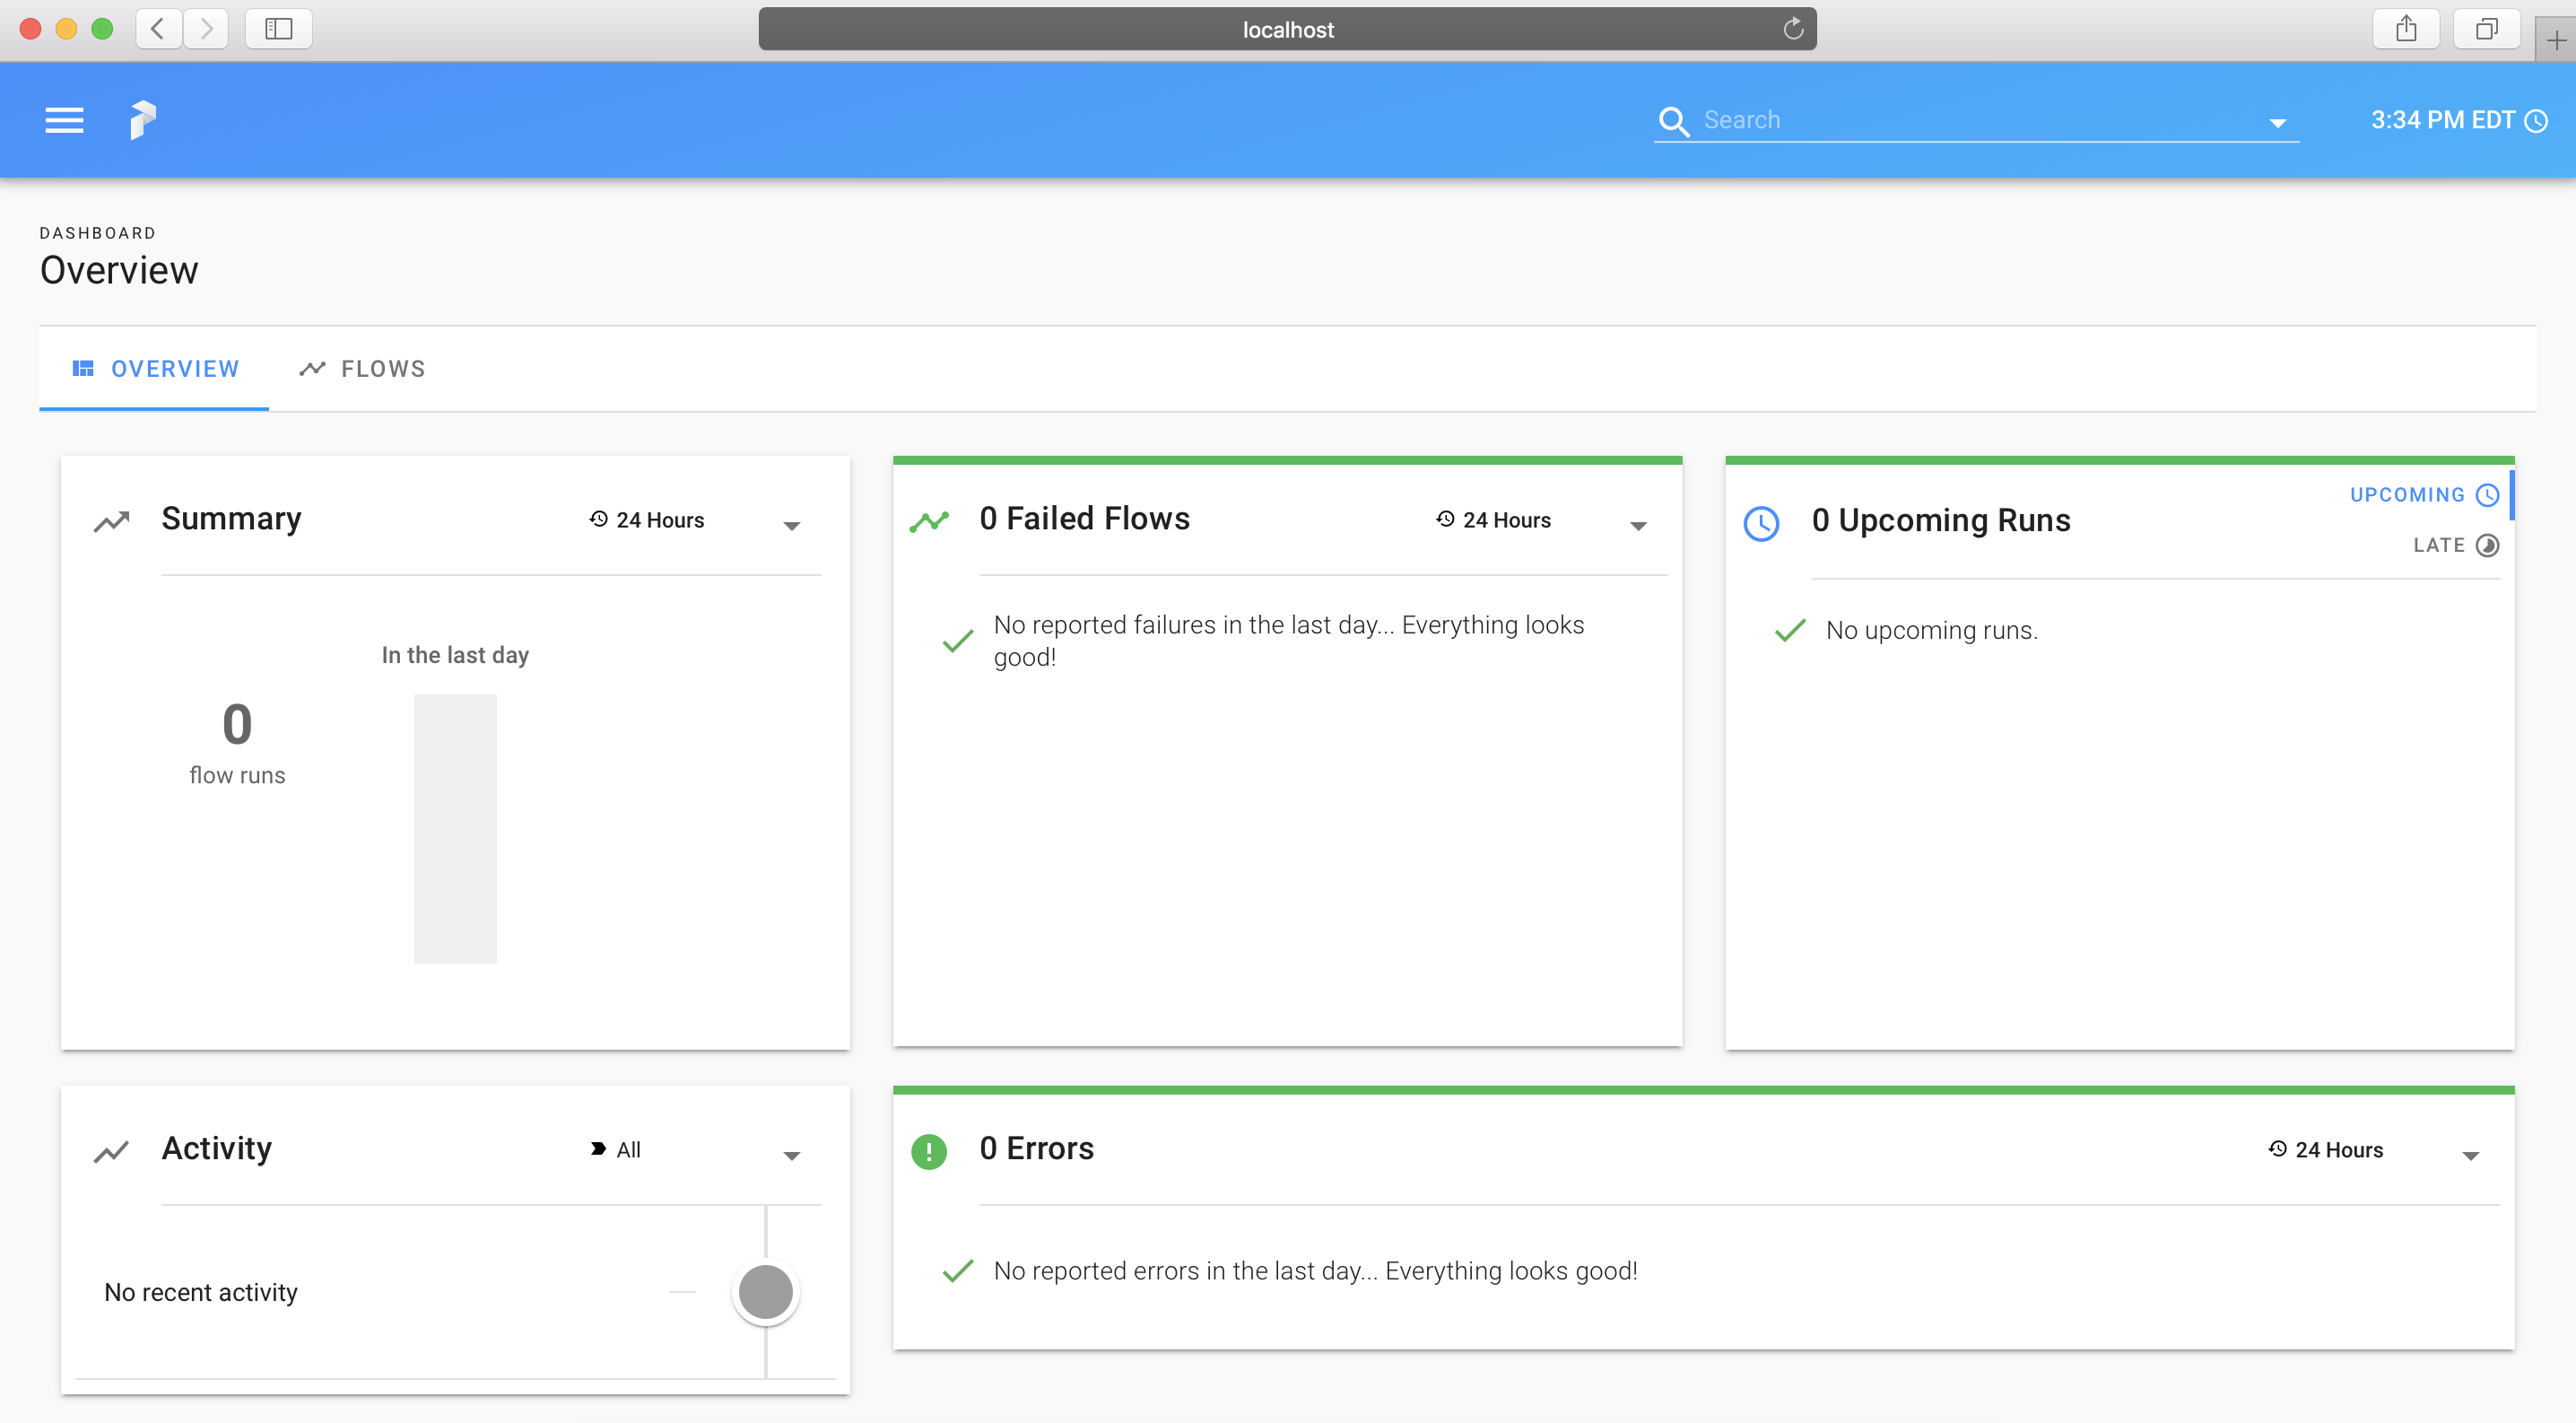 localhost
Search
3:34 PM EDT
DASHBOARD
Overview
OVERVIEW
FLOWS
Summary
24 Hours
In the last day
0
flow runs
0 Failed Flows
24 Hours
No reported failures in the last day... Everything looks
good!
0 Upcoming Runs
UPCOMING
LATE
No upcoming runs.
Activity
All
No recent activity
0 Errors
24 Hours
No reported errors in the last day... Everything looks good!